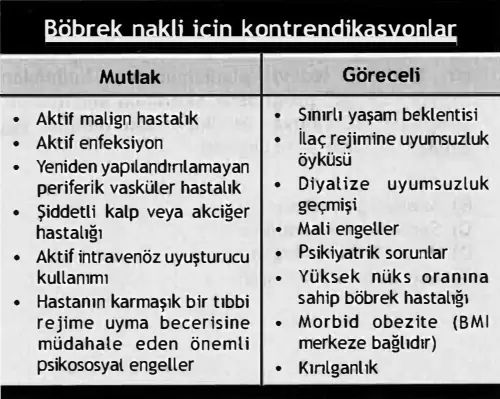 Böbrek nakli için kontrendikasyonlar
Mutlak
• Aktif malign hastalık
• Aktif enfeksiyon
• Yeniden yapılandırılamayan
periferik vasküler hastalık
• Şiddetli kalp veya akciğer
hastalığı
• Aktif intravenöz uyuşturucu
kullanımı
• Hastanın karmaşık bir tıbbi
rejime uyma becerisine
müdahale eden önemli
psikososyal engeller
Göreceli
• Sınırlı yaşam beklentisi
• İlaç rejimine uyumsuzluk
öyküsü
• Diyalize uyumsuzluk
geçmişi
• Mali engeller
• Psikiyatrik sorunlar
• Yüksek nüks oranına
sahip böbrek hastalığı
• Morbid obezite (BMI
merkeze bağlıdır)
• Kırılganlık